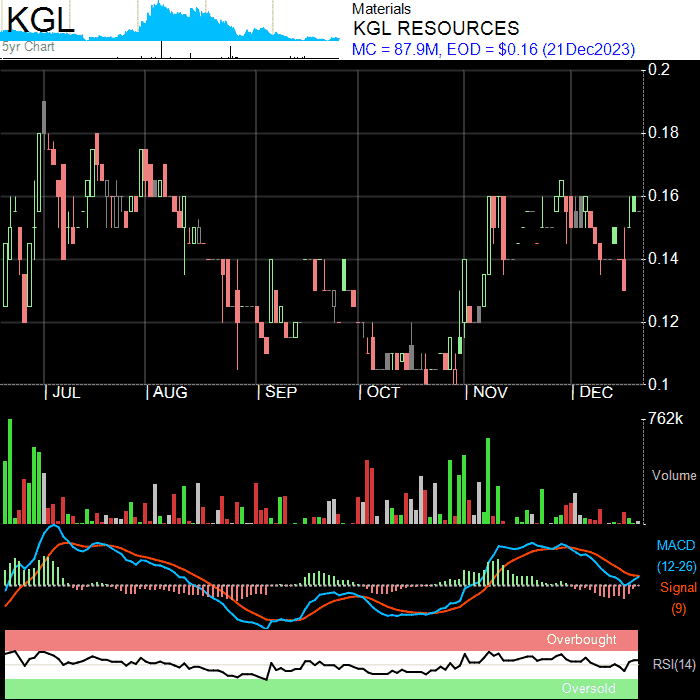 KGL
5yr Chart
Materials
KGL RESOURCES
MC = 87.9M, EOD = $0.16 (21Dec2023)
0.2
0.18
0.16
0.14
0.12
0.1
JUL AUG SEP OCT NOV DEC
762k
Volume
MACD
(12-26)
Signal
(9)
Overbought
RSI(14)
Oversold